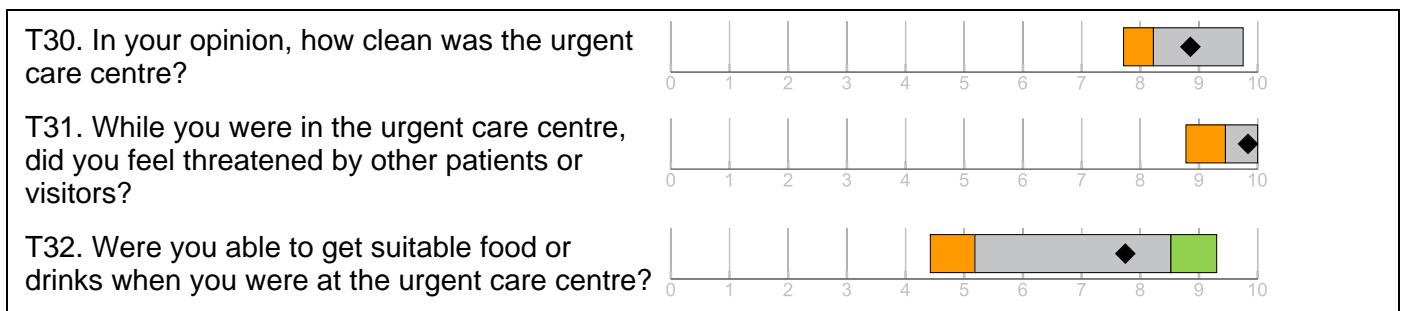 T30. In your opinion, how clean was the urgent
care centre?
0 1 2 3 4 5 6 7 8 9 10
T31. While you were in the urgent care centre,
did you feel threatened by other patients or
visitors?
0 1 2 3 4 5 6 7 8 9 10
T32. Were you able to get suitable food or
drinks when you were at the urgent care centre?
0 1 2 3 4 5 6 7 8 9 10